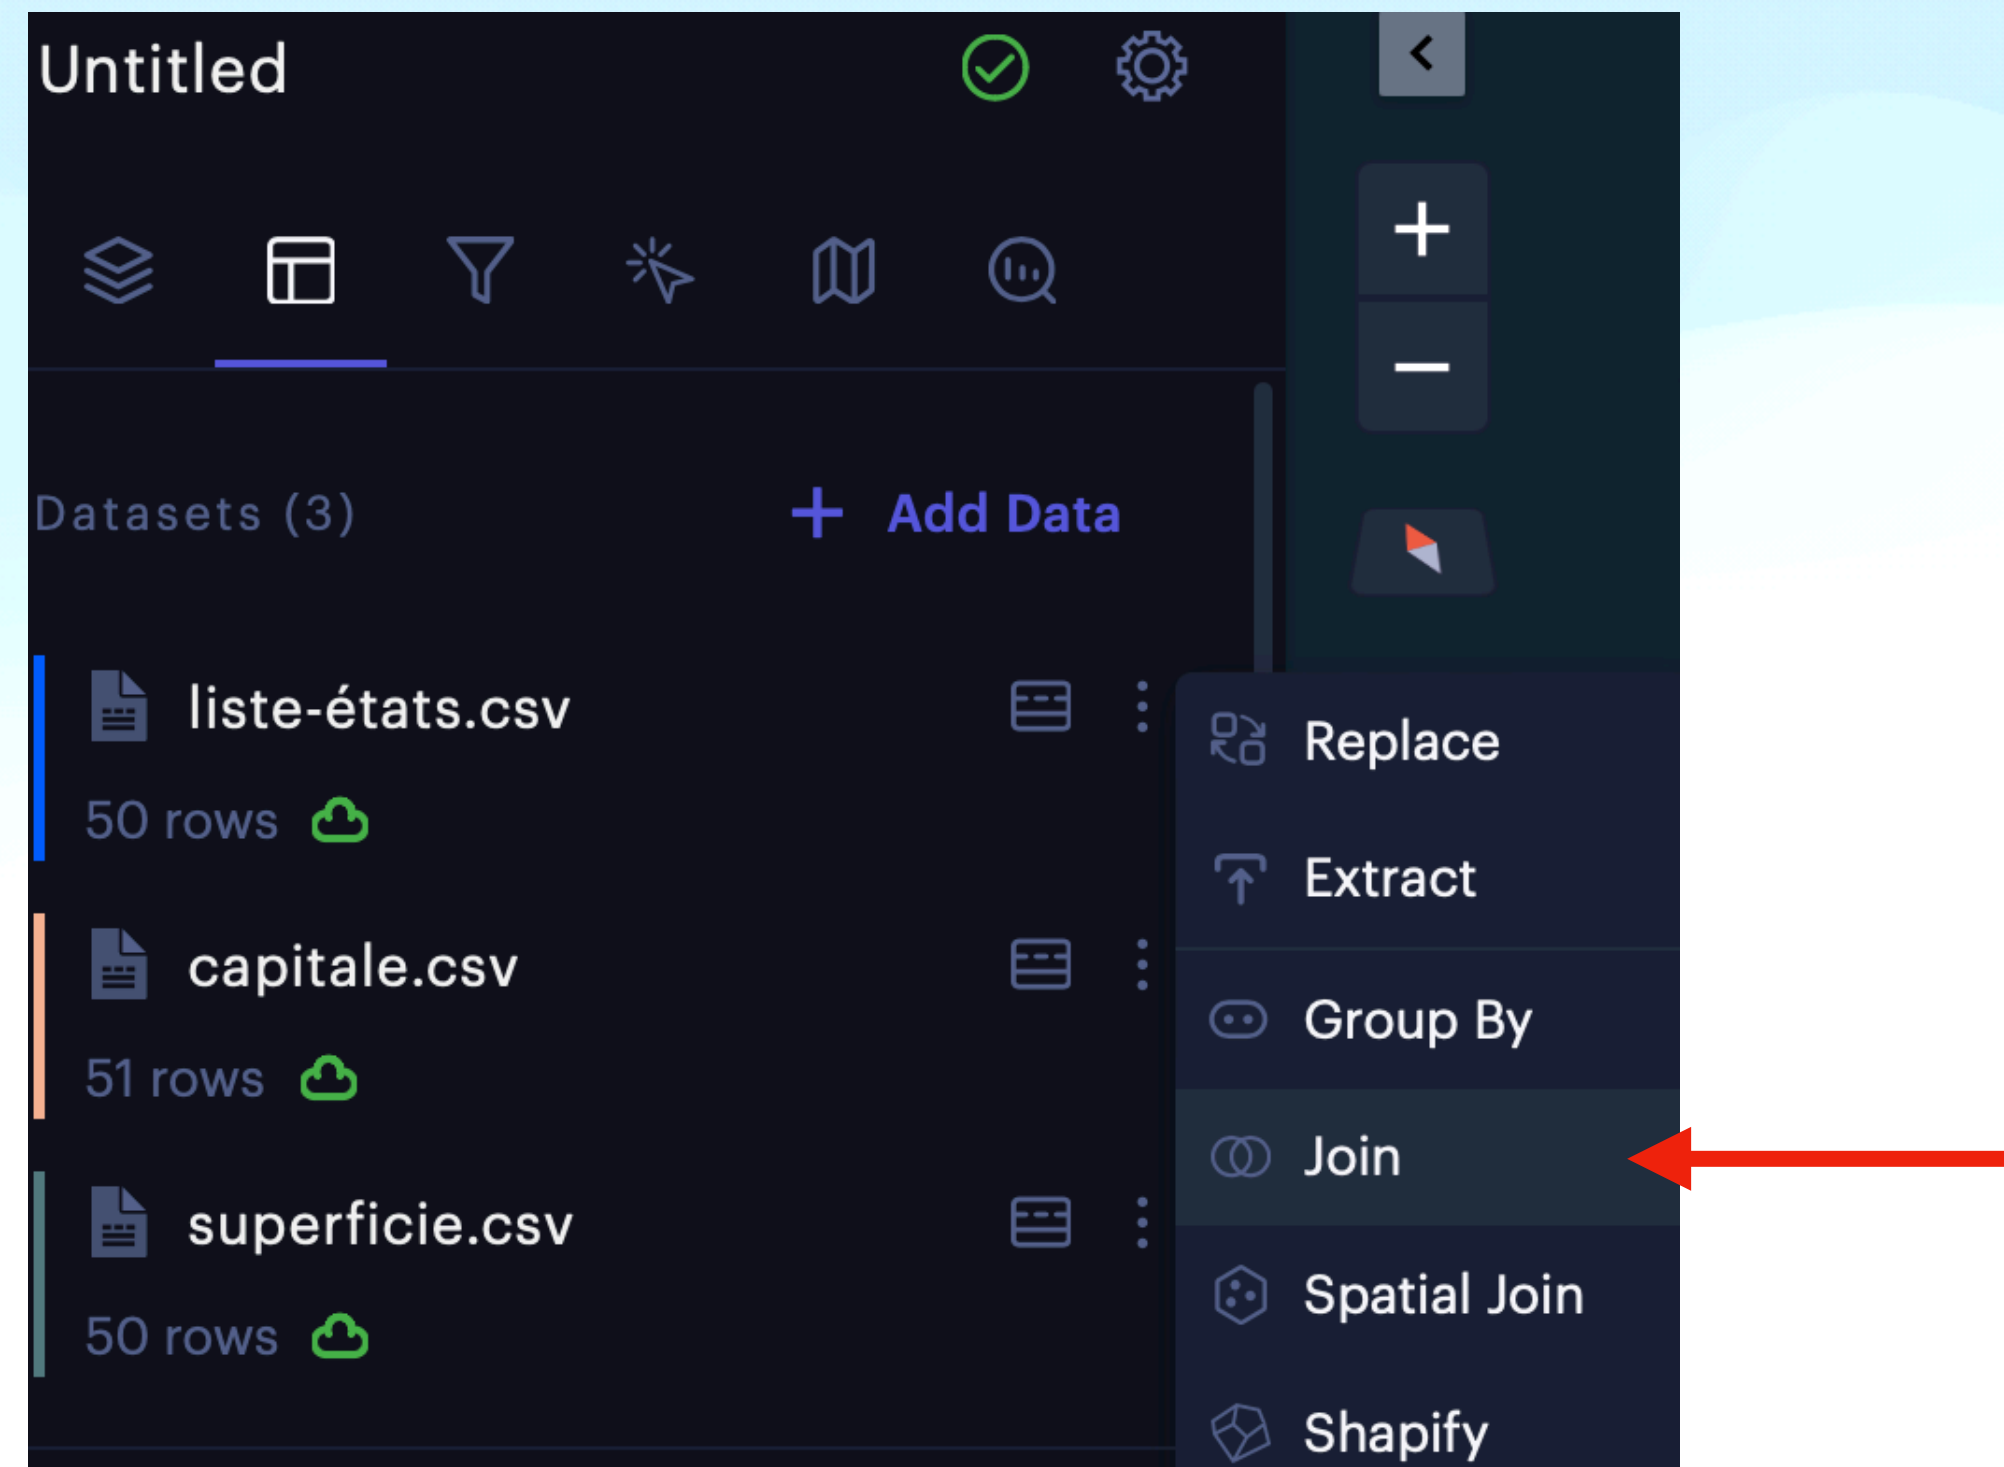 Untitled
Datasets (3)
+ Add Data
liste-états.csv
50 rows
capitale.csv
51 rows
superficie.csv
50 rows
Replace
Extract
Group By
Join
Spatial Join
Shapify